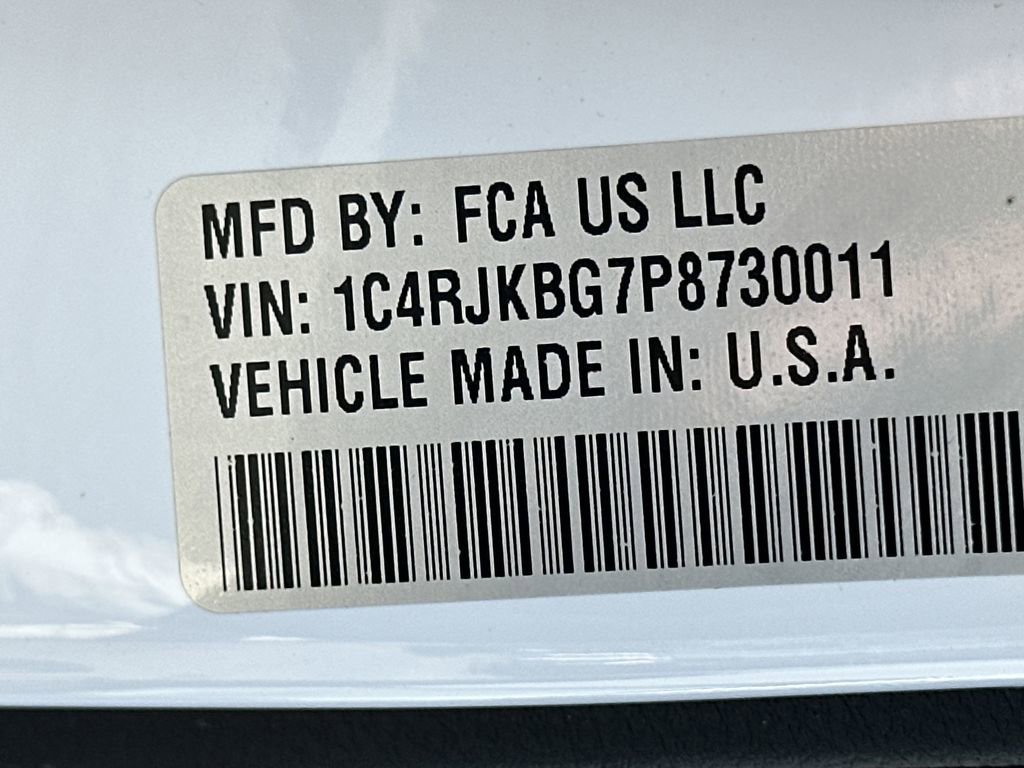 MFD BY: FCA US LLC
VIN: 1C4RJKBG7P8730011
VEHICLE MADE IN: U.S.A.